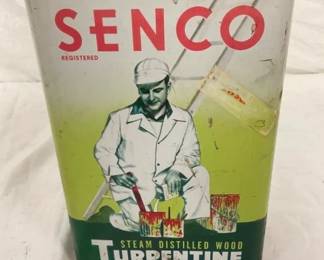 SENCO
REGISTERED
STEAM DISTILLED WOOD
TURPENTINE